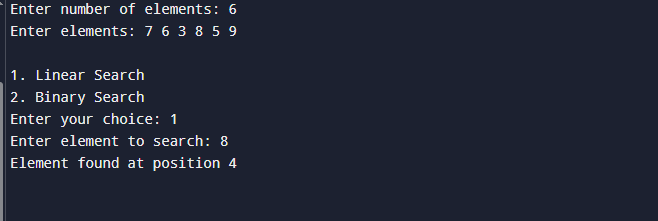 Enter number of elements: 6
Enter elements: 7 6 3 8 5 9
1. Linear Search
2. Binary Search
Enter your choice: 1
Enter element to search: 8
Element found at position 4